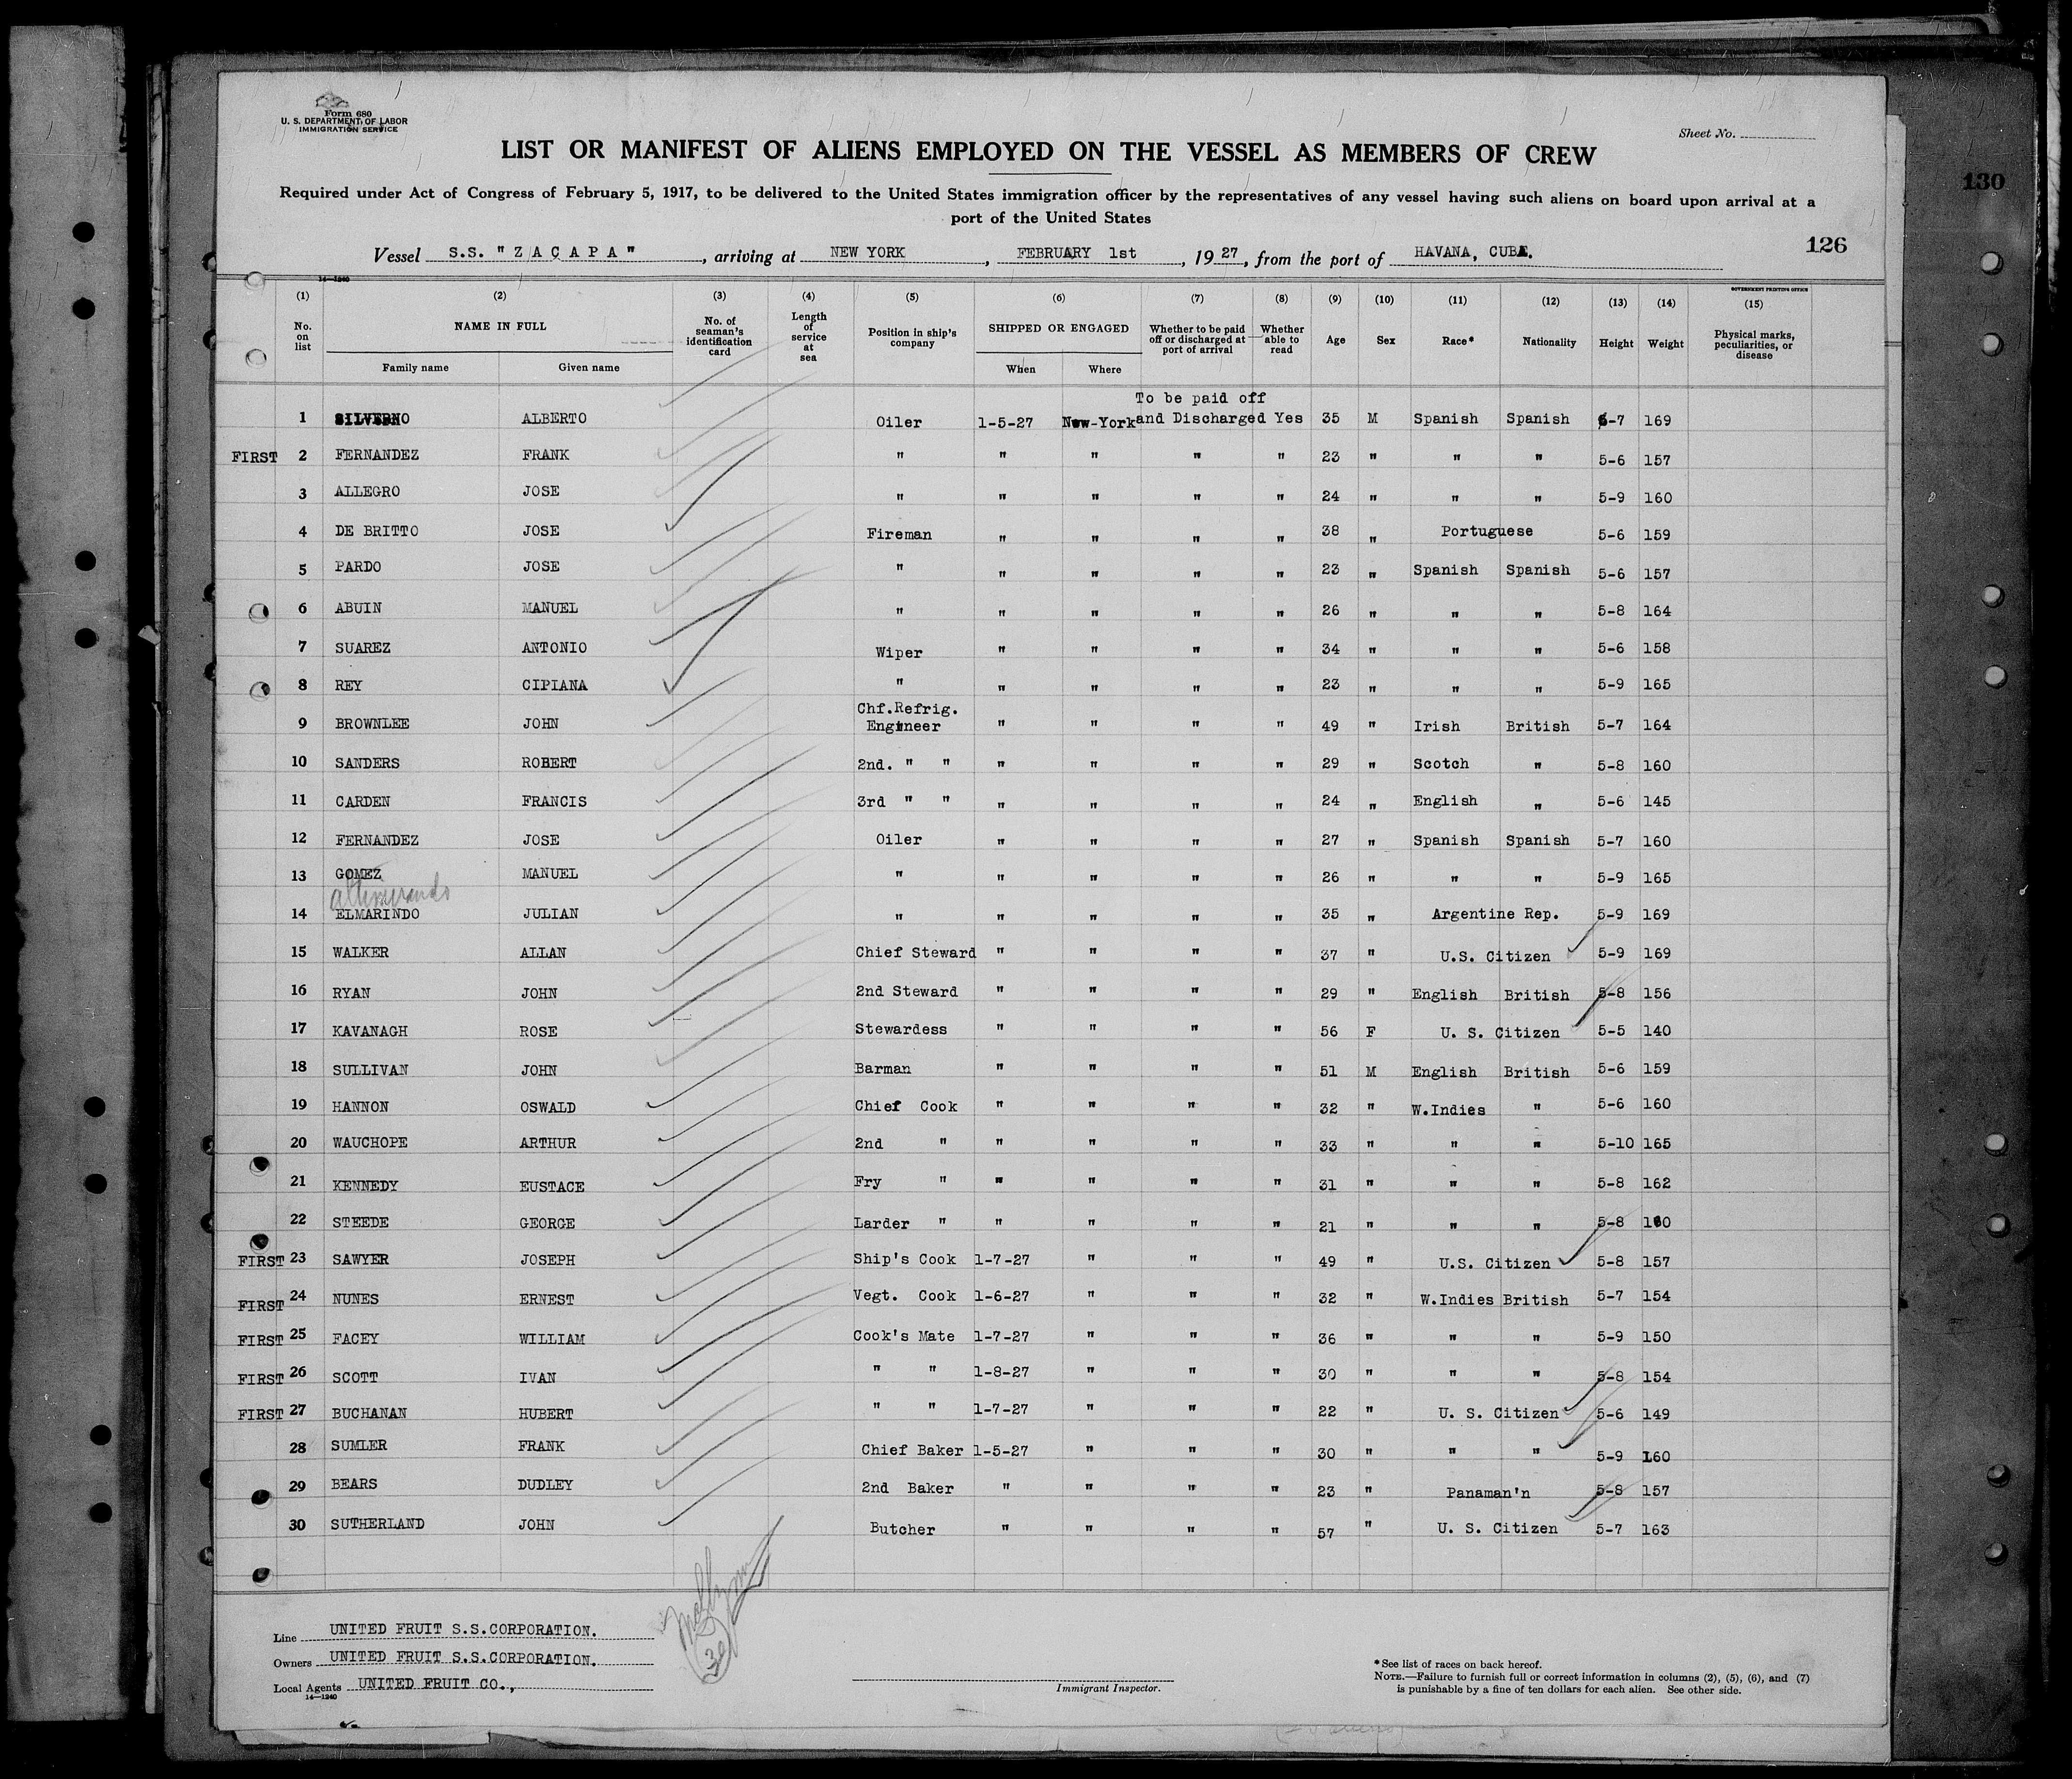 Form 680
U. S. DEPARTMENT OF LABOR
IMMIGRATION SERVICE
Sheet No.
LIST OR MANIFEST OF ALIENS EMPLOYED ON THE VESSEL AS MEMBERS OF CREW
130
Required under Act of Congress of February 5, 1917, to be delivered to the United States immigration officer by the representatives of any vessel having such aliens on board upon arrival at a
port of the United States
126
Vessel S.S. "ZACAPA", arriving at NEW YORK, FEBRUARY 1st, 1927, from the port of HAVANA, CUBA.
14—1240
GOVERNMENT PRINTING OFFICE
(1) (2) (3) (4) (5) (6) (7) (8) (9) (10) (11) (12) (13) (14) (15)
No. on list NAME IN FULL No. of seaman's identification card Length of service at sea Position in ship's company SHIPPED OR ENGAGED Whether to be paid off or discharged at port of arrival Whether able to read Age Sex Race* Nationality Height Weight Physical marks, peculiarities, or disease
Family name Given name When Where
To be paid off
1 SILVERNO ALBERTO Oiler 1-5-27 New-York and Discharged Yes 35 M Spanish Spanish 5-7 169
FIRST 2 FERNANDEZ FRANK " " " " " 23 " " " 5-6 157
3 ALLEGRO JOSE " " " " " 24 " " " 5-9 160
4 DE BRITTO JOSE Fireman " " " " 38 " Portuguese 5-6 159
5 PARDO JOSE " " " " " 23 " Spanish Spanish 5-6 157
6 ABUIN MANUEL " " " " " 26 " " " 5-8 164
7 SUAREZ ANTONIO Wiper " " " " 34 " " " 5-6 158
8 REY CIPIANA " " " " " 23 " " " 5-9 165
Chf.Refrig.
9 BROWNLEE JOHN Engineer " " " " 49 " Irish British 5-7 164
10 SANDERS ROBERT 2nd. " " " " " " 29 " Scotch " 5-8 160
11 CARDEN FRANCIS 3rd " " " " " " 24 " English " 5-6 145
12 FERNANDEZ JOSE Oiler " " " " 27 " Spanish Spanish 5-7 160
13 GOMEZ MANUEL " " " " " 26 " " " 5-9 165
14 ELMARINDO JULIAN " " " " " 35 " Argentine Rep. 5-9 169
15 WALKER ALLAN Chief Steward " " " " 37 " U.S. Citizen 5-9 169
16 RYAN JOHN 2nd Steward " " " " 29 " English British 5-8 156
17 KAVANAGH ROSE Stewardess " " " " 56 F U. S. Citizen 5-5 140
18 SULLIVAN JOHN Barman " " " " 51 M English British 5-6 159
19 HANNON OSWALD Chief Cook " " " " 32 " W.Indies " 5-6 160
20 WAUCHOPE ARTHUR 2nd " " " " " 33 " " " 5-10 165
21 KENNEDY EUSTACE Fry " " " " " 31 " " " 5-8 162
22 STEEDE GEORGE Larder " " " " " 21 " " " 5-8
FIRST 23 SAWYER JOSEPH Ship's Cook 1-7-27 " " " 49 " U.S. Citizen 5-8 157
FIRST 24 NUNES ERNEST Vegt. Cook 1-6-27 " " " 32 " W.Indies British 5-7 154
FIRST 25 FACEY WILLIAM Cook's Mate 1-7-27 " " " 36 " " " 5-9 150
FIRST 26 SCOTT IVAN " " 1-8-27 " " " 30 " " " 5-8 154
FIRST 27 BUCHANAN HUBERT " " 1-7-27 " " " 22 " U. S. Citizen 5-6 149
28 SUMLER FRANK Chief Baker 1-5-27 " " " 30 " " " 5-9 160
29 BEARS DUDLEY 2nd Baker " " " " 23 " Panaman'n 5-8 157
30 SUTHERLAND JOHN Butcher " " " " 57 " U. S. Citizen 5-7 163
30
Line UNITED FRUIT S.S.CORPORATION.
Owners UNITED FRUIT S.S.CORPORATION.
Local Agents UNITED FRUIT CO.,
14—1240
Immigrant Inspector.
*See list of races on back hereof.
NOTE.—Failure to furnish full or correct information in columns (2), (5), (6), and (7)
is punishable by a fine of ten dollars for each alien. See other side.